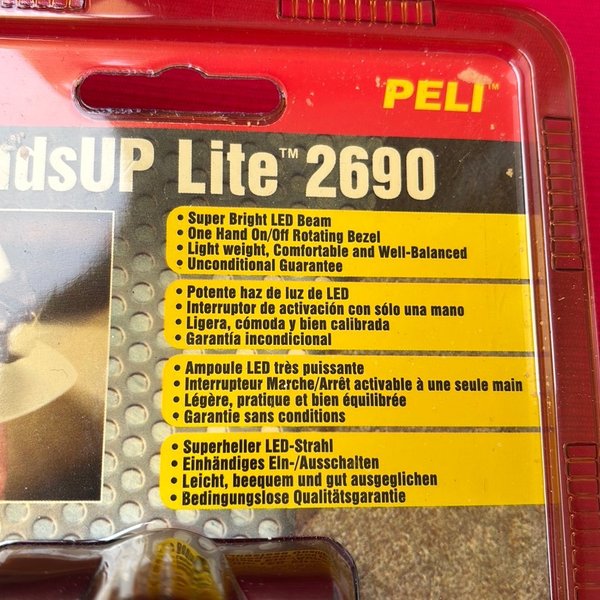 PELI™
dsUP Lite™ 2690
• Super Bright LED Beam
• One Hand On/Off Rotating Bezel
• Light weight, Comfortable and Well-Balanced
• Unconditional Guarantee
• Potente haz de luz de LED
• Interruptor de activación con sólo una mano
• Ligera, cómoda y bien calibrada
• Garantía incondicional
• Ampoule LED très puissante
• Interrupteur Marche/Arrêt activable à une seule main
• Légère, pratique et bien équilibrée
• Garantie sans conditions
• Superheller LED-Strahl
• Einhändiges Ein-/Ausschalten
• Leicht, beequem und gut ausgeglichen
• Bedingungslose Qualitätsgarantie